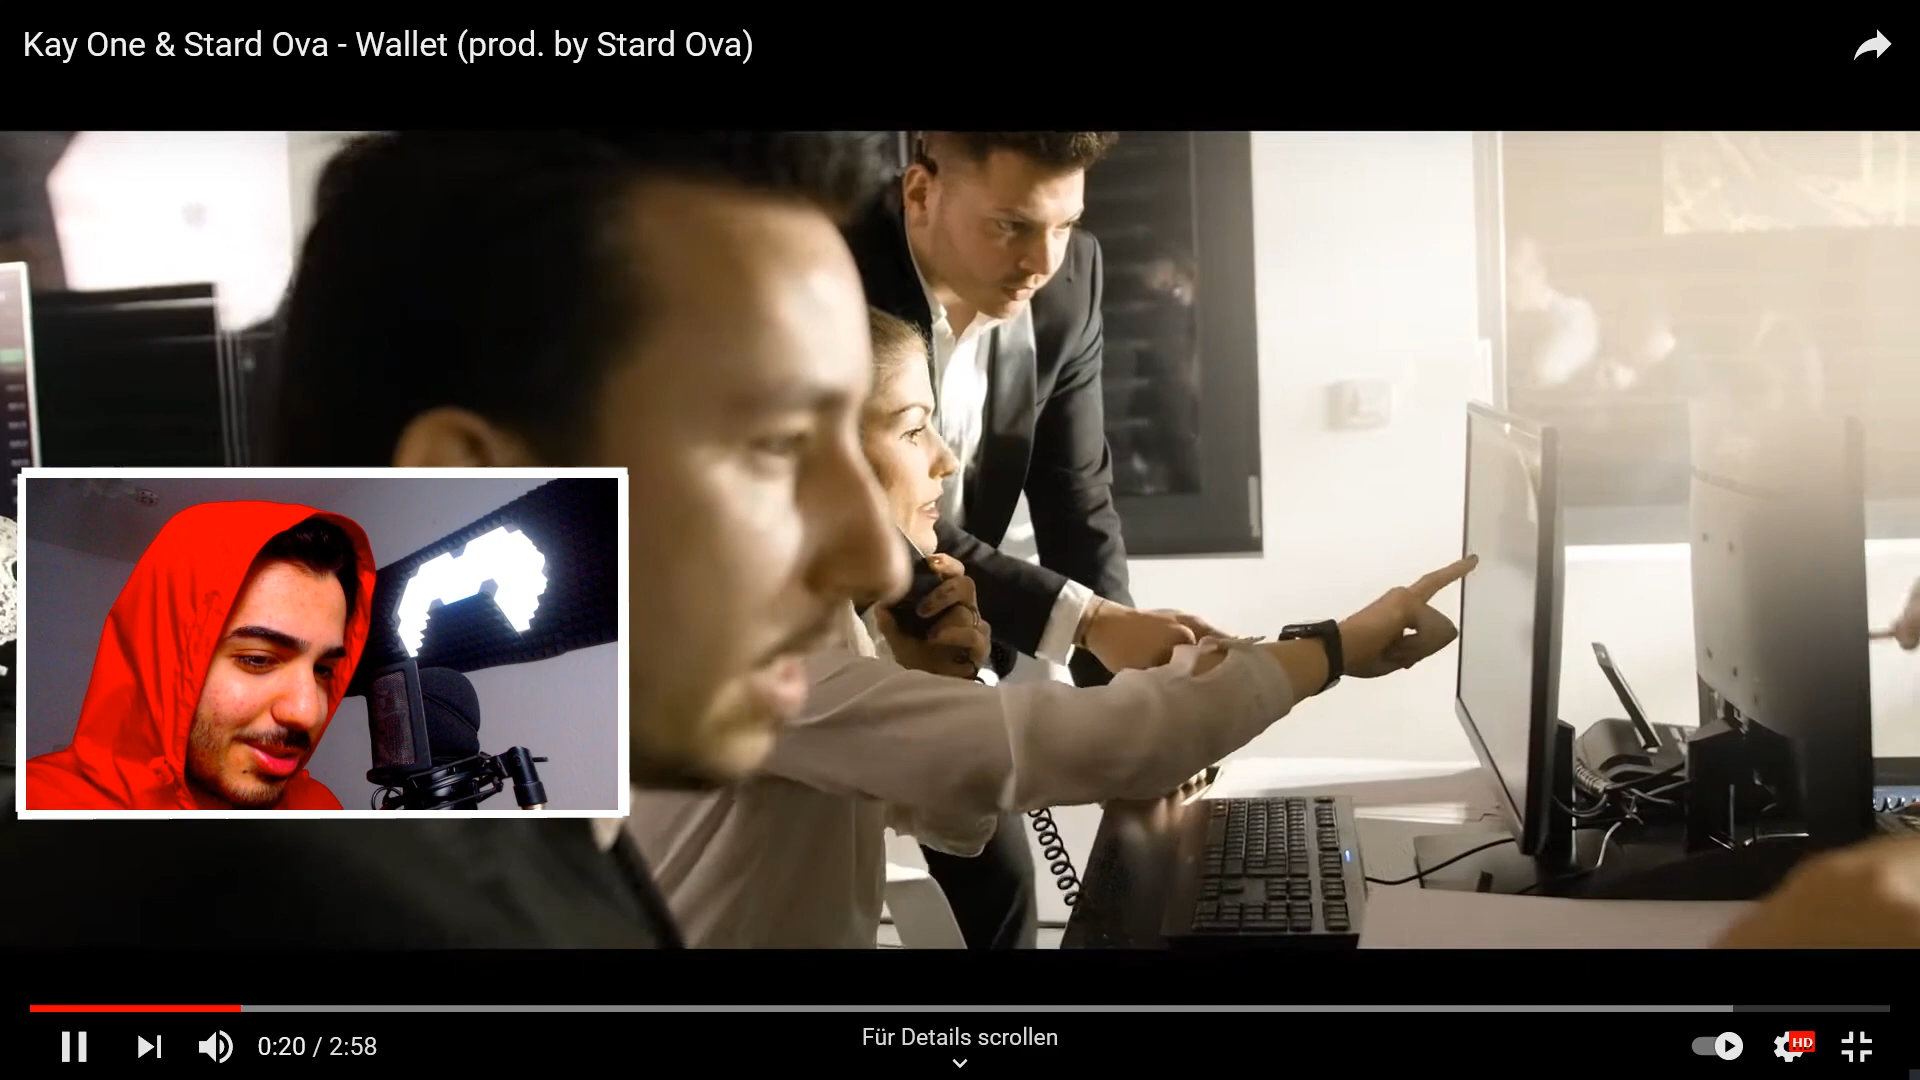 Kay One & Stard Ova - Wallet (prod. by Stard Ova)
0:20 / 2:58
Für Details scrollen
HD